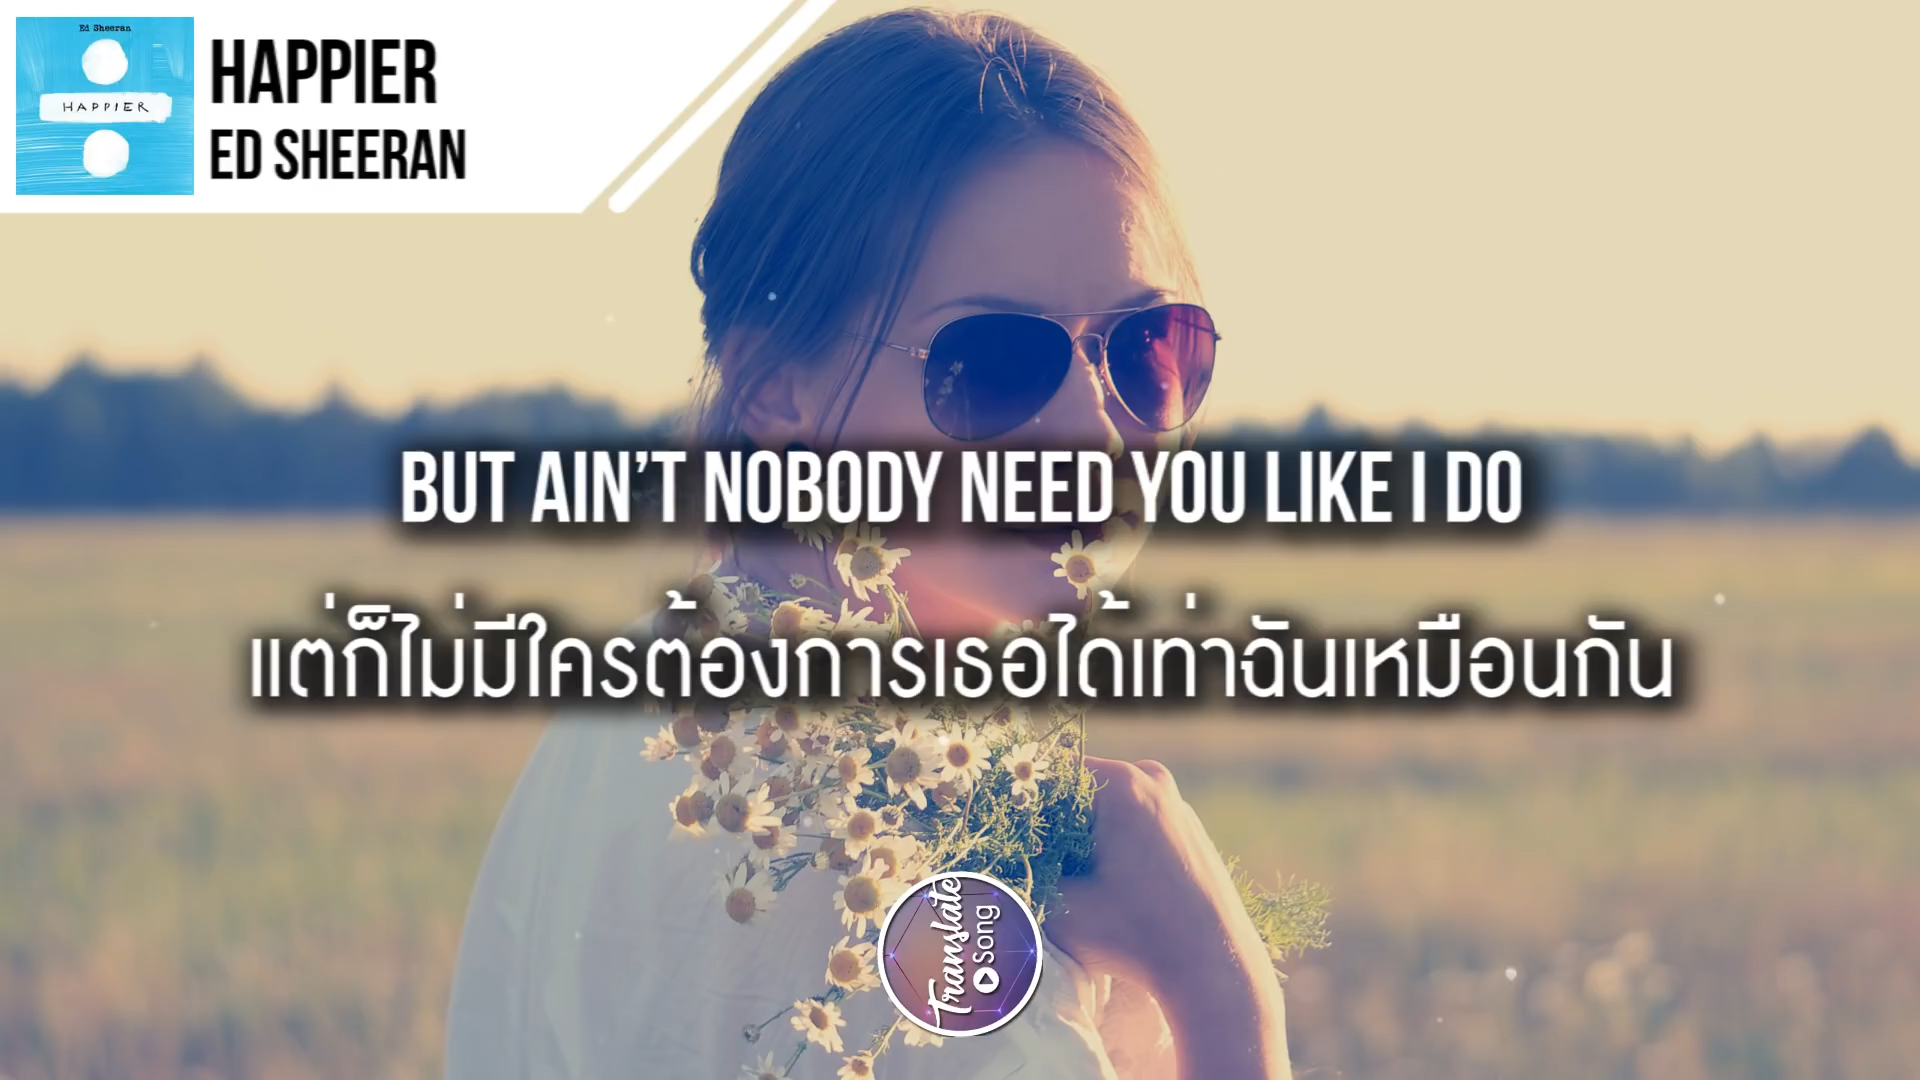 Ed Sheeran
HAPPIER
HAPPIER
ED SHEERAN
BUT AIN’T NOBODY NEED YOU LIKE I DO
แต่ก็ไม่มีใครต้องการเธอได้เท่าฉันเหมือนกัน
Translate
Song